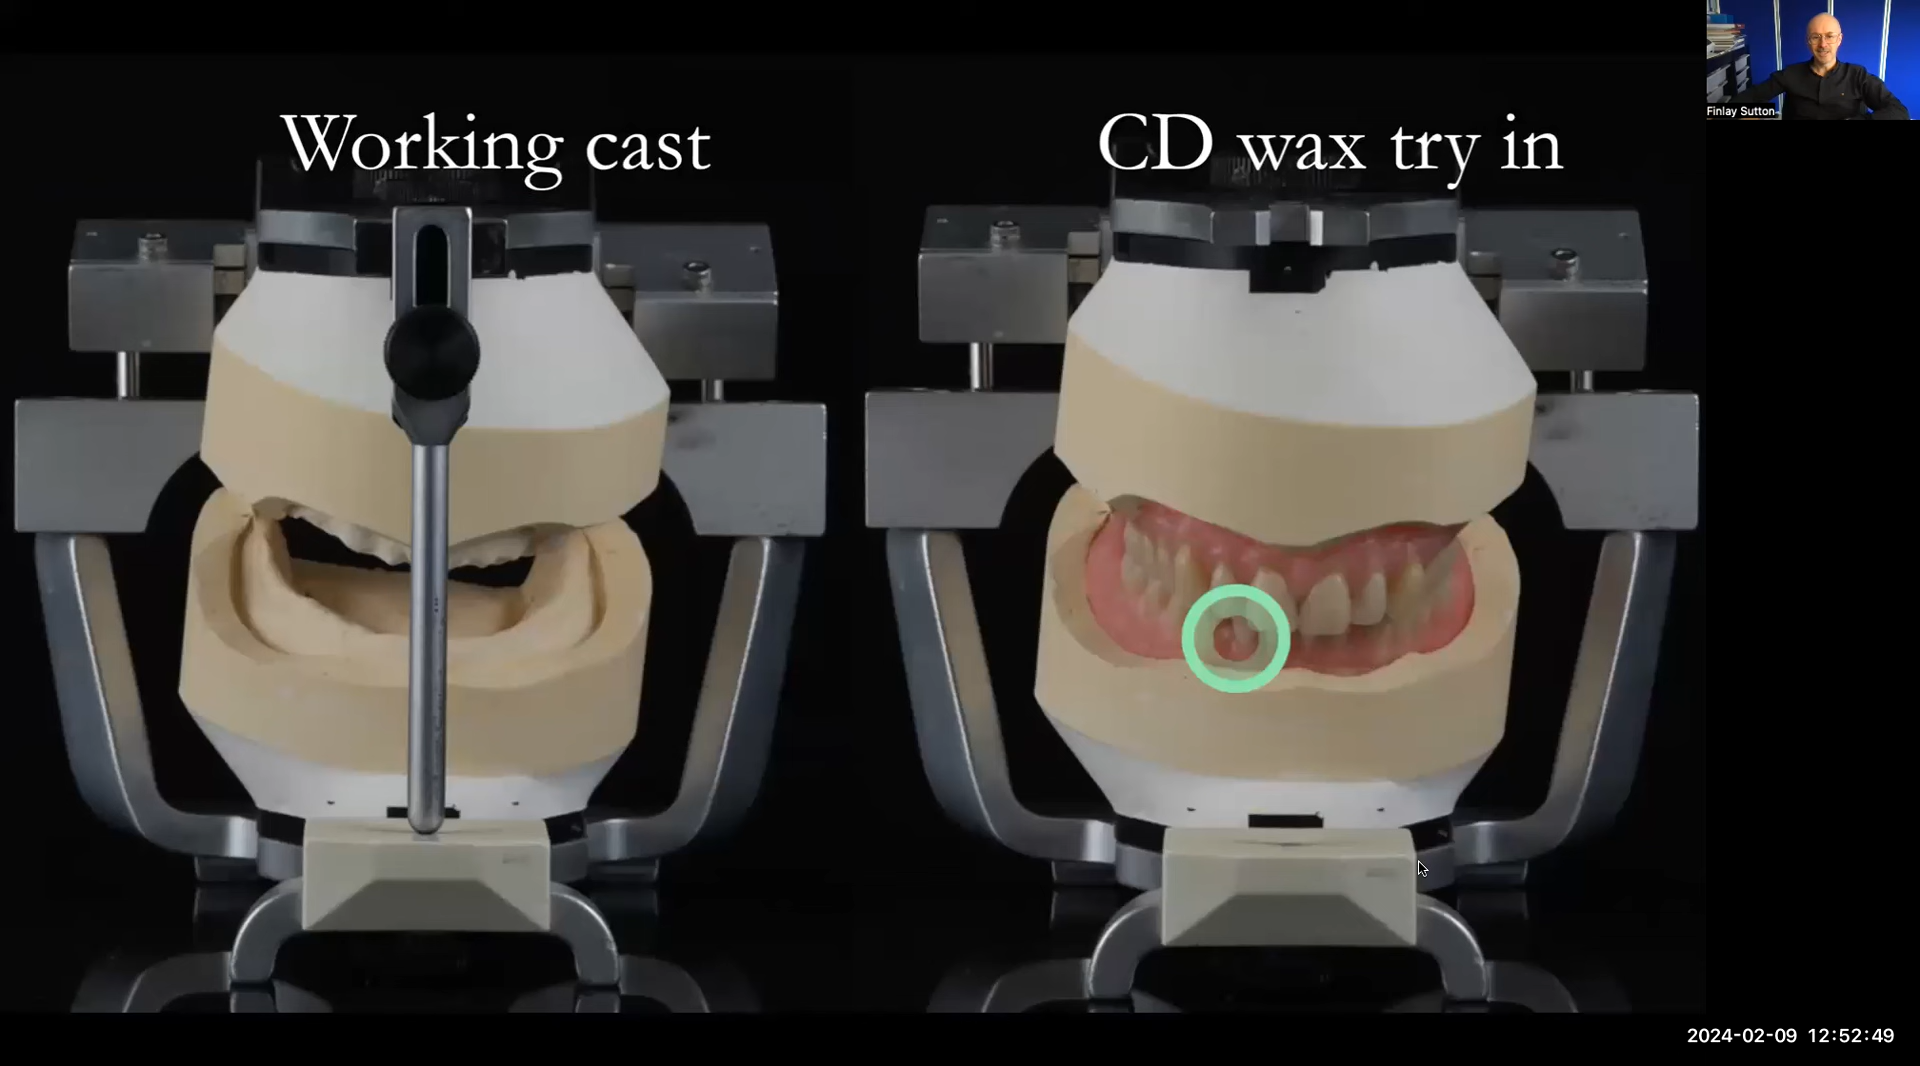 Working cast
CD wax try in
Finlay Sutton
2024-02-09 12:52:49